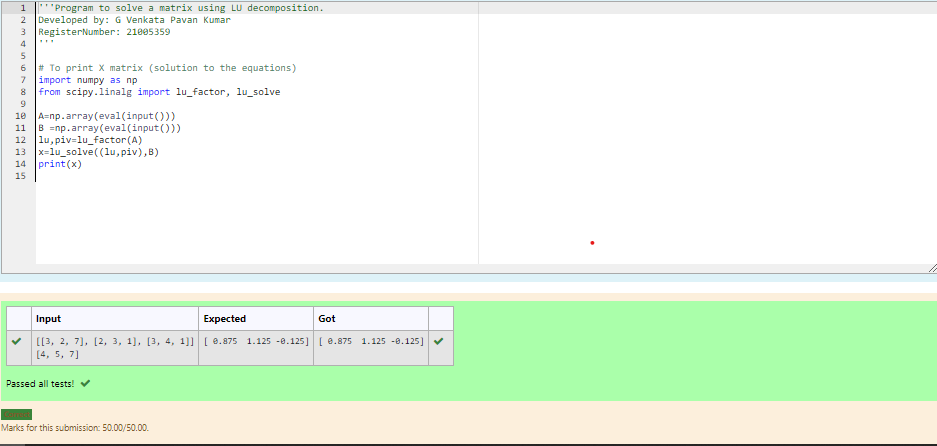 1 '''Program to solve a matrix using LU decomposition.
2 Developed by: G Venkata Pavan Kumar
3 RegisterNumber: 21005359
4 '''
5
6 # To print X matrix (solution to the equations)
7 import numpy as np
8 from scipy.linalg import lu_factor, lu_solve
9
10 A=np.array(eval(input()))
11 B =np.array(eval(input()))
12 lu,piv=lu_factor(A)
13 x=lu_solve((lu,piv),B)
14 print(x)
15
Input Expected Got
[[3, 2, 7], [2, 3, 1], [3, 4, 1]] [ 0.875 1.125 -0.125] [ 0.875 1.125 -0.125]
[4, 5, 7]
Passed all tests!
Marks for this submission: 50.00/50.00.